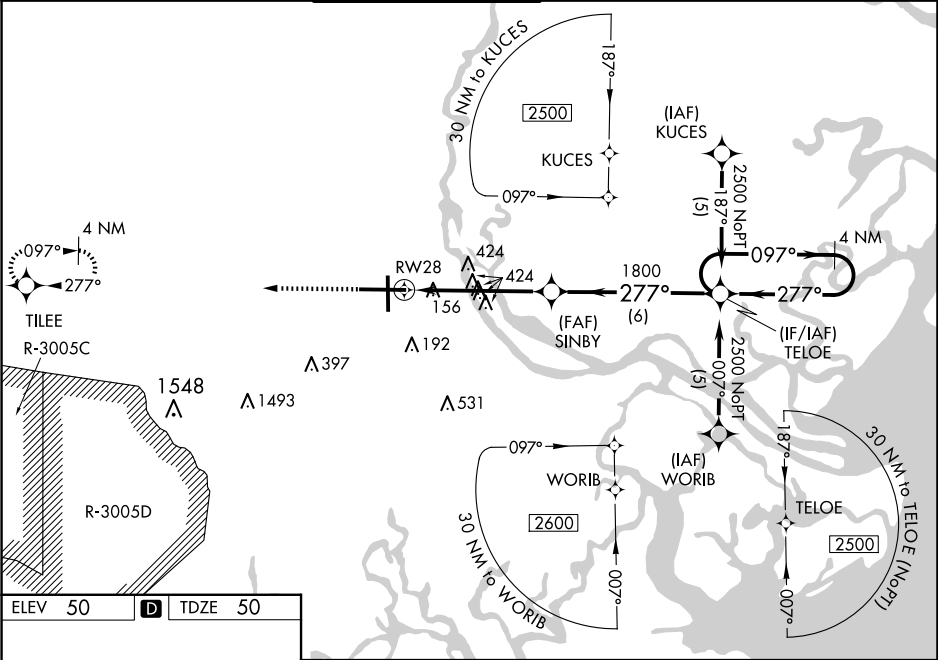 30 NM to KUCES
187°
2500
KUCES
097°
(IAF)
KUCES
2500 NoPT
187°
(5)
097°
4 NM
277°
TILEE
R-3005C
RW28
424
424
156
1800
277°
(6)
(FAF)
SINBY
097°
4 NM
277°
(IF/IAF)
TELOE
192
397
1548
1493
531
2500 NoPT
007°
(5)
(IAF)
WORIB
097°
WORIB
2600
007°
30 NM to WORIB
187°
TELOE
2500
007°
30 NM to TELOE (NoPT)
R-3005D
ELEV 50 D TDZE 50